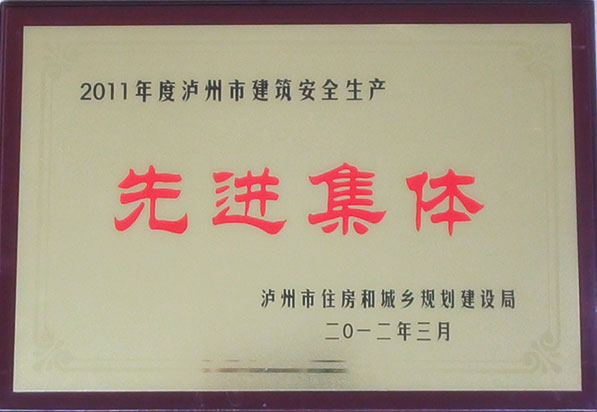 2011年度泸州市建筑安全生产
先进集体
泸州市住房和城乡规划建设局
二〇一二年三月